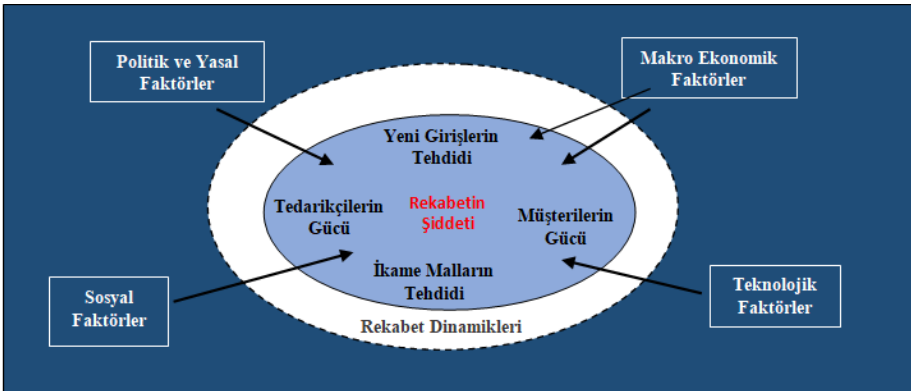 Politik ve Yasal
Faktörler
Makro Ekonomik
Faktörler
Yeni Girişlerin
Tehdidi
Tedarikçilerin
Gücü
Rekabetin
Şiddeti
Müşterilerin
Gücü
İkame Malların
Tehdidi
Sosyal
Faktörler
Teknolojik
Faktörler
Rekabet Dinamikleri